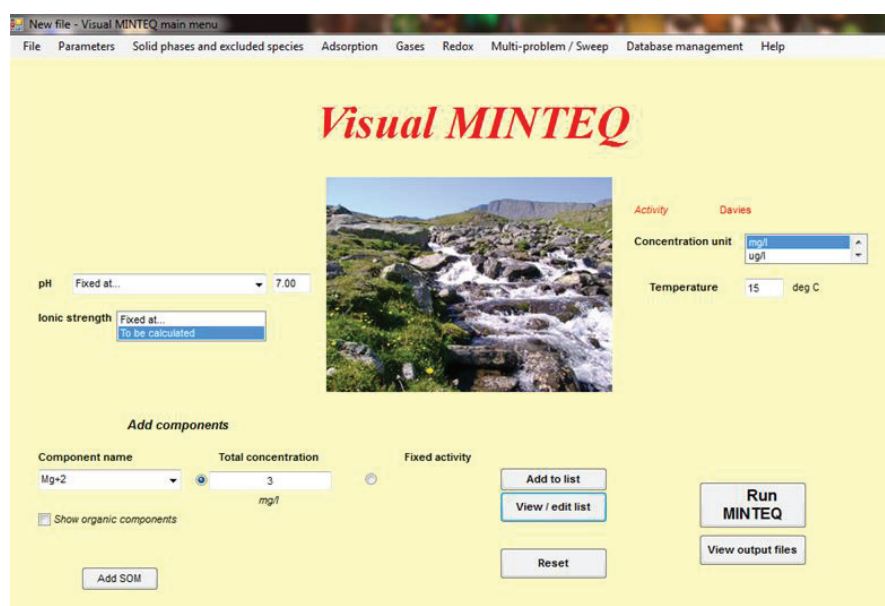 New file - Visual MINTEQ main menu
File Parameters Solid phases and excluded species Adsorption Gases Redox Multi-problem / Sweep Database management Help
Visual MINTEQ
Activity Davies
Concentration unit mg/l
ug/l
pH Fixed at... 7.00
Temperature 15 deg C
Ionic strength Fixed at...
To be calculated
Add components
Component name Total concentration Fixed activity
Mg+2 3
mg/l
Show organic components
Add to list
View / edit list
Run
MINTEQ
View output files
Reset
Add SOM